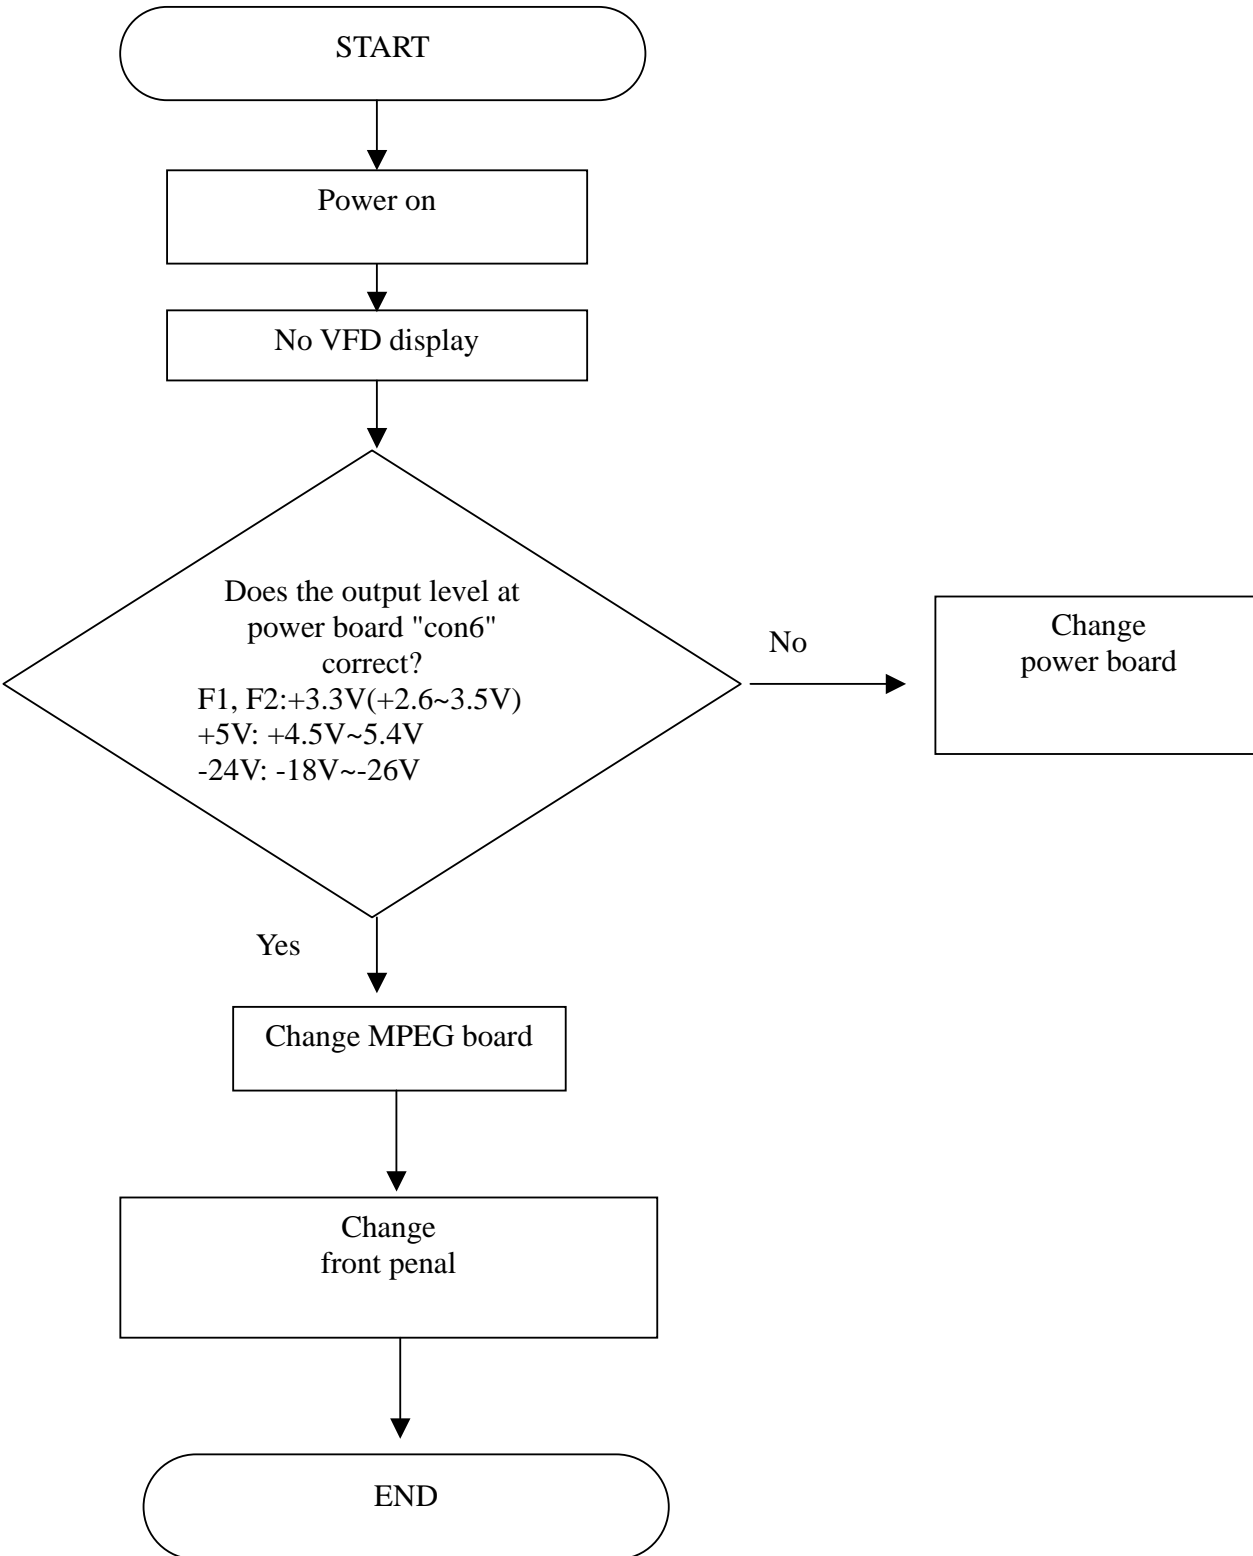 START
Power on
No VFD display
Does the output level at
power board "con6"
correct?
F1, F2:+3.3V(+2.6~3.5V)
+5V: +4.5V~5.4V
-24V: -18V~-26V
No
Change
power board
Yes
Change MPEG board
Change
front penal
END